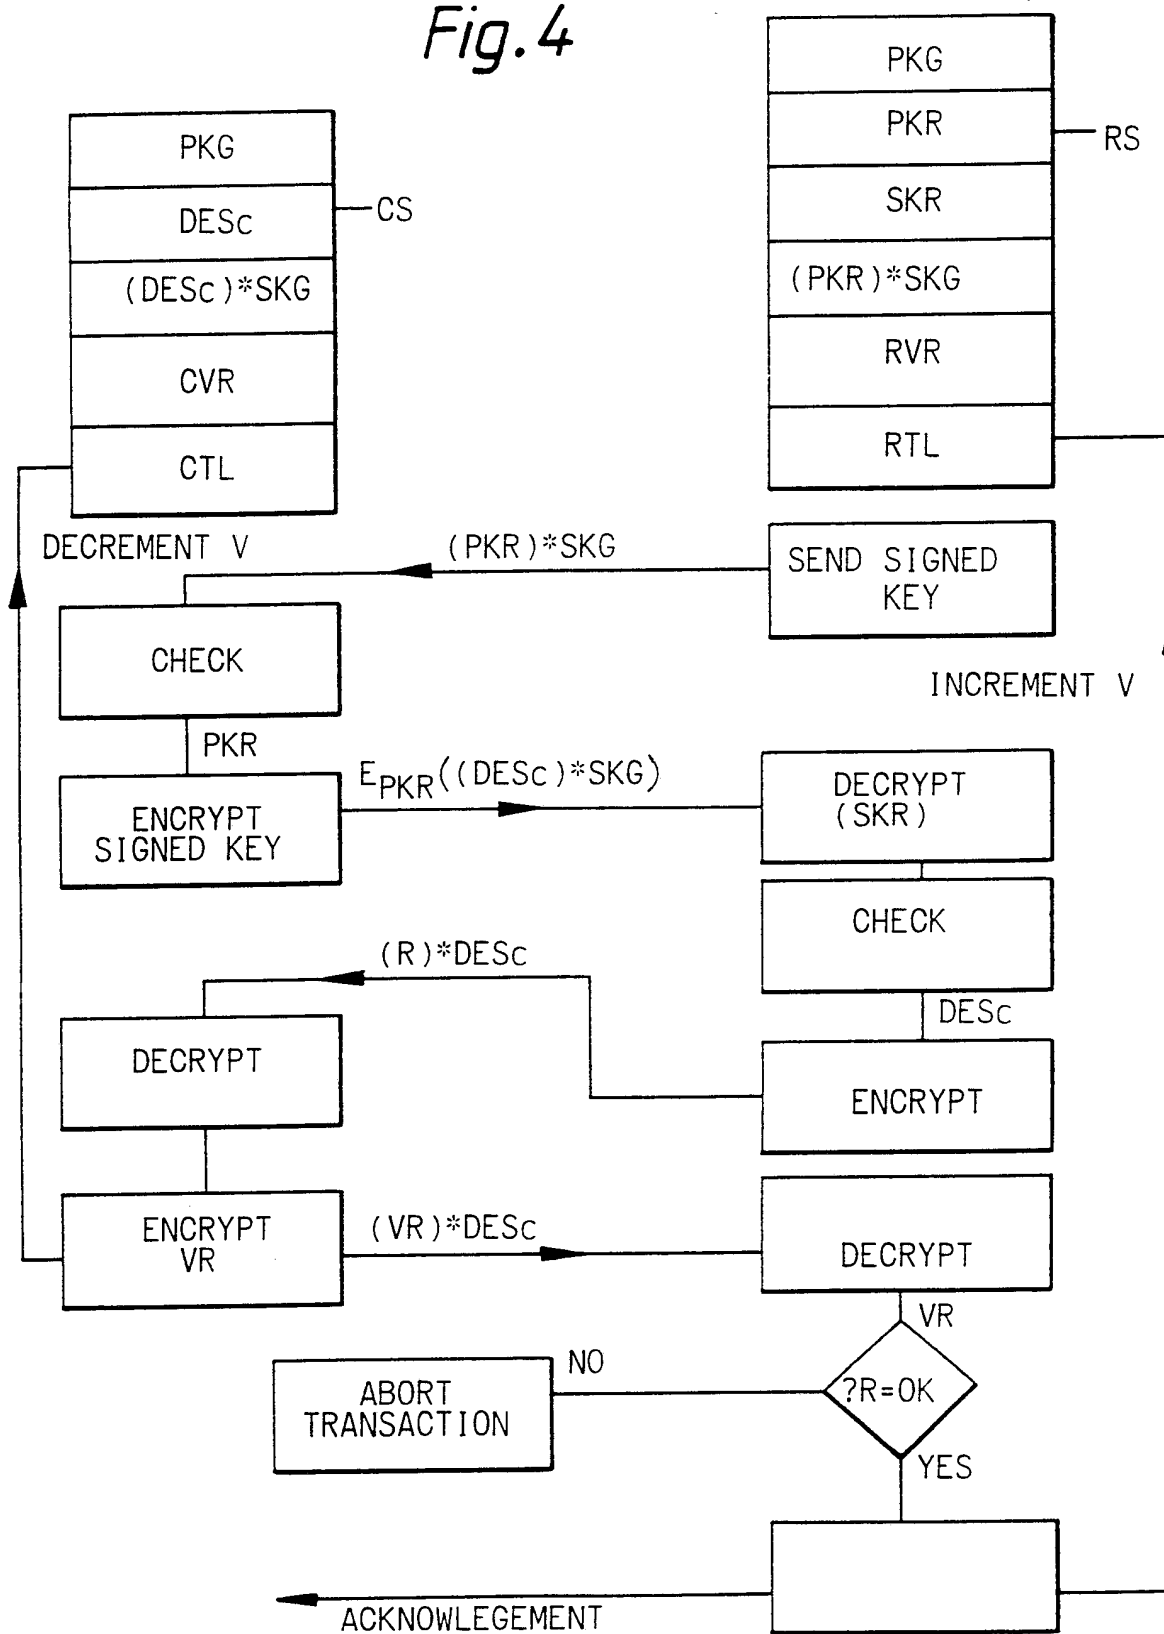 Fig.4
PKG
DESc
(DESc)*SKG
CVR
CTL
CS
PKG
PKR
SKR
(PKR)*SKG
RVR
RTL
RS
DECREMENT V
(PKR)*SKG
SEND SIGNED
KEY
CHECK
INCREMENT V
PKR
ENCRYPT
SIGNED KEY
EPKR((DESc)*SKG)
DECRYPT
(SKR)
CHECK
(R)*DESc
DESc
DECRYPT
ENCRYPT
ENCRYPT
VR
(VR)*DESc
DECRYPT
VR
?R=OK
NO
ABORT
TRANSACTION
YES
ACKNOWLEGEMENT